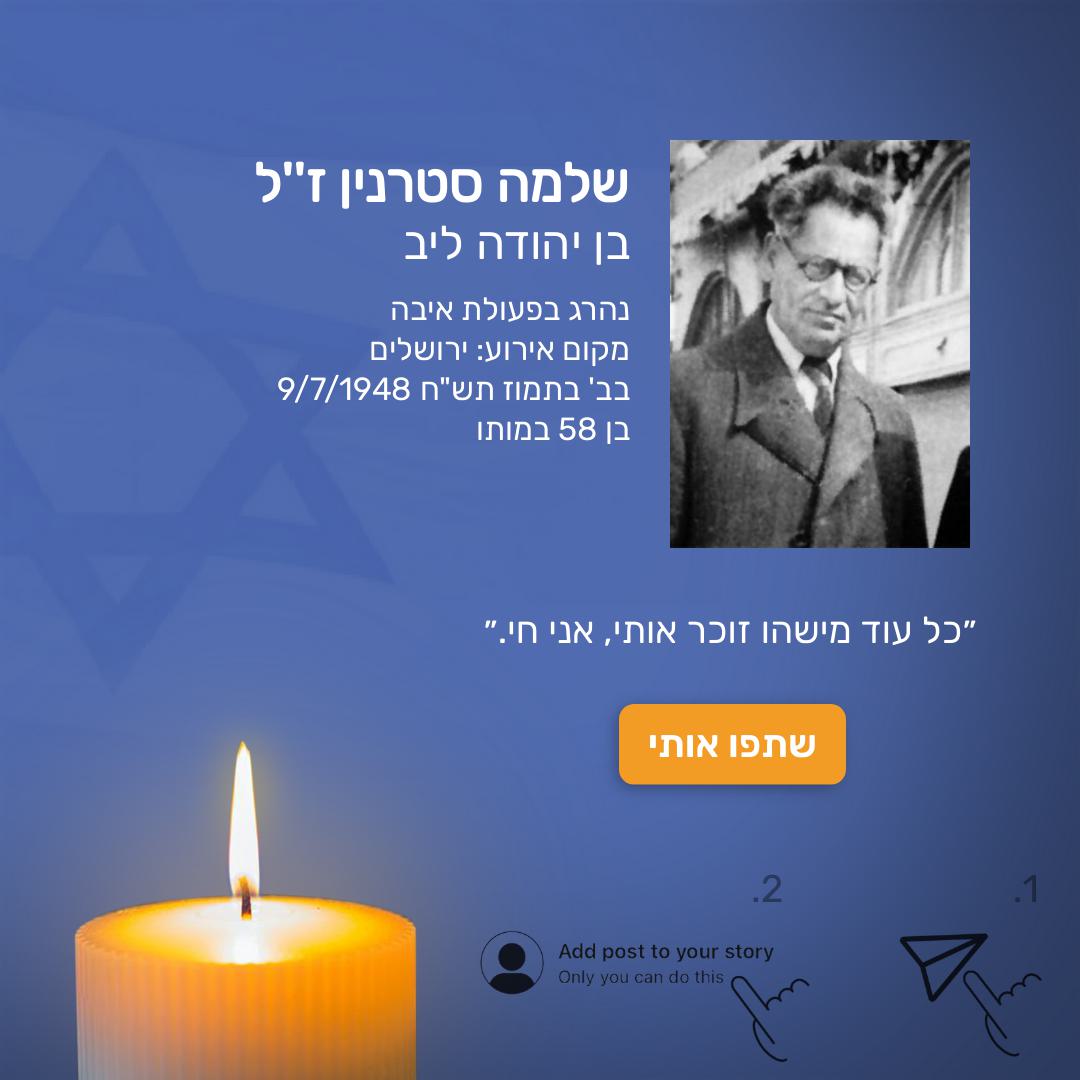 שלמה סטרנין ז"ל
בן יהודה ליב
נהרג בפעולת איבה
מקום אירוע: ירושלים
בב' בתמוז תש"ח 9/7/1948
בן 58 במותו
״כל עוד מישהו זוכר אותי, אני חי.״
שתפו אותי
.1
.2
Add post to your story
Only you can do this